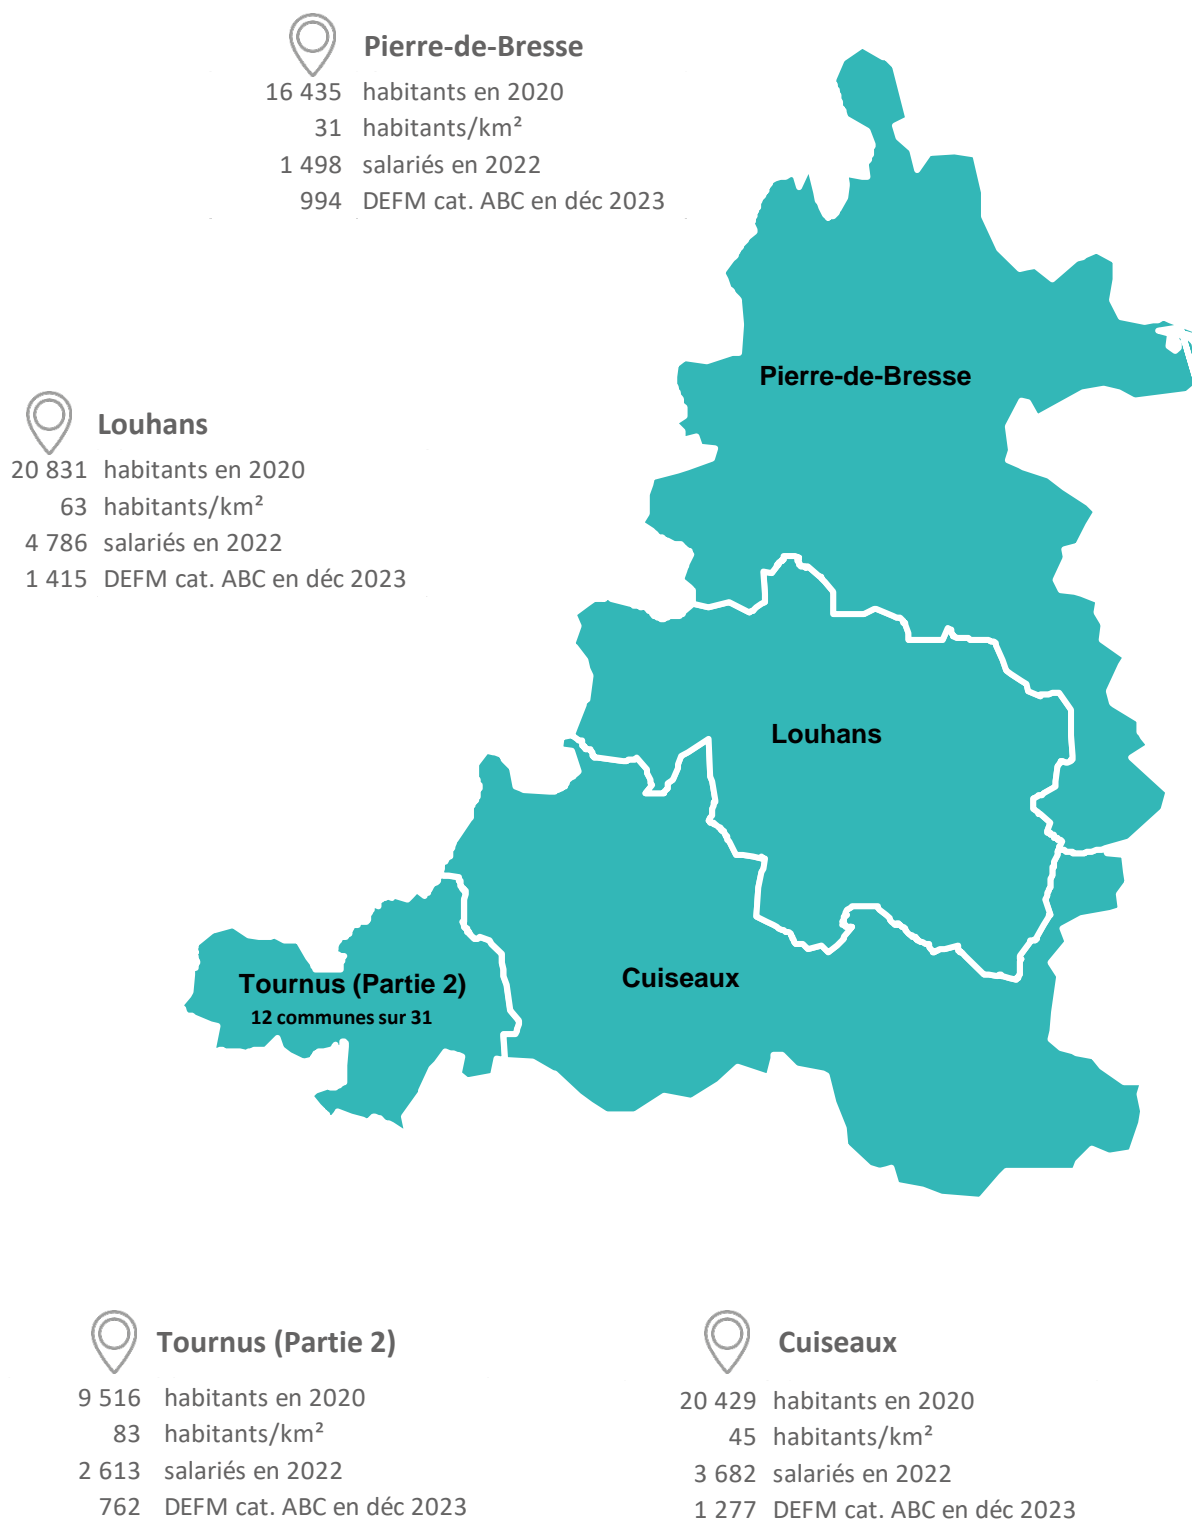 Pierre-de-Bresse
16 435 habitants en 2020
31 habitants/km²
1 498 salariés en 2022
994 DEFM cat. ABC en déc 2023
Pierre-de-Bresse
Louhans
20 831 habitants en 2020
63 habitants/km²
4 786 salariés en 2022
1 415 DEFM cat. ABC en déc 2023
Louhans
Cuiseaux
Tournus (Partie 2)
12 communes sur 31
Tournus (Partie 2)
9 516 habitants en 2020
83 habitants/km²
2 613 salariés en 2022
762 DEFM cat. ABC en déc 2023
Cuiseaux
20 429 habitants en 2020
45 habitants/km²
3 682 salariés en 2022
1 277 DEFM cat. ABC en déc 2023